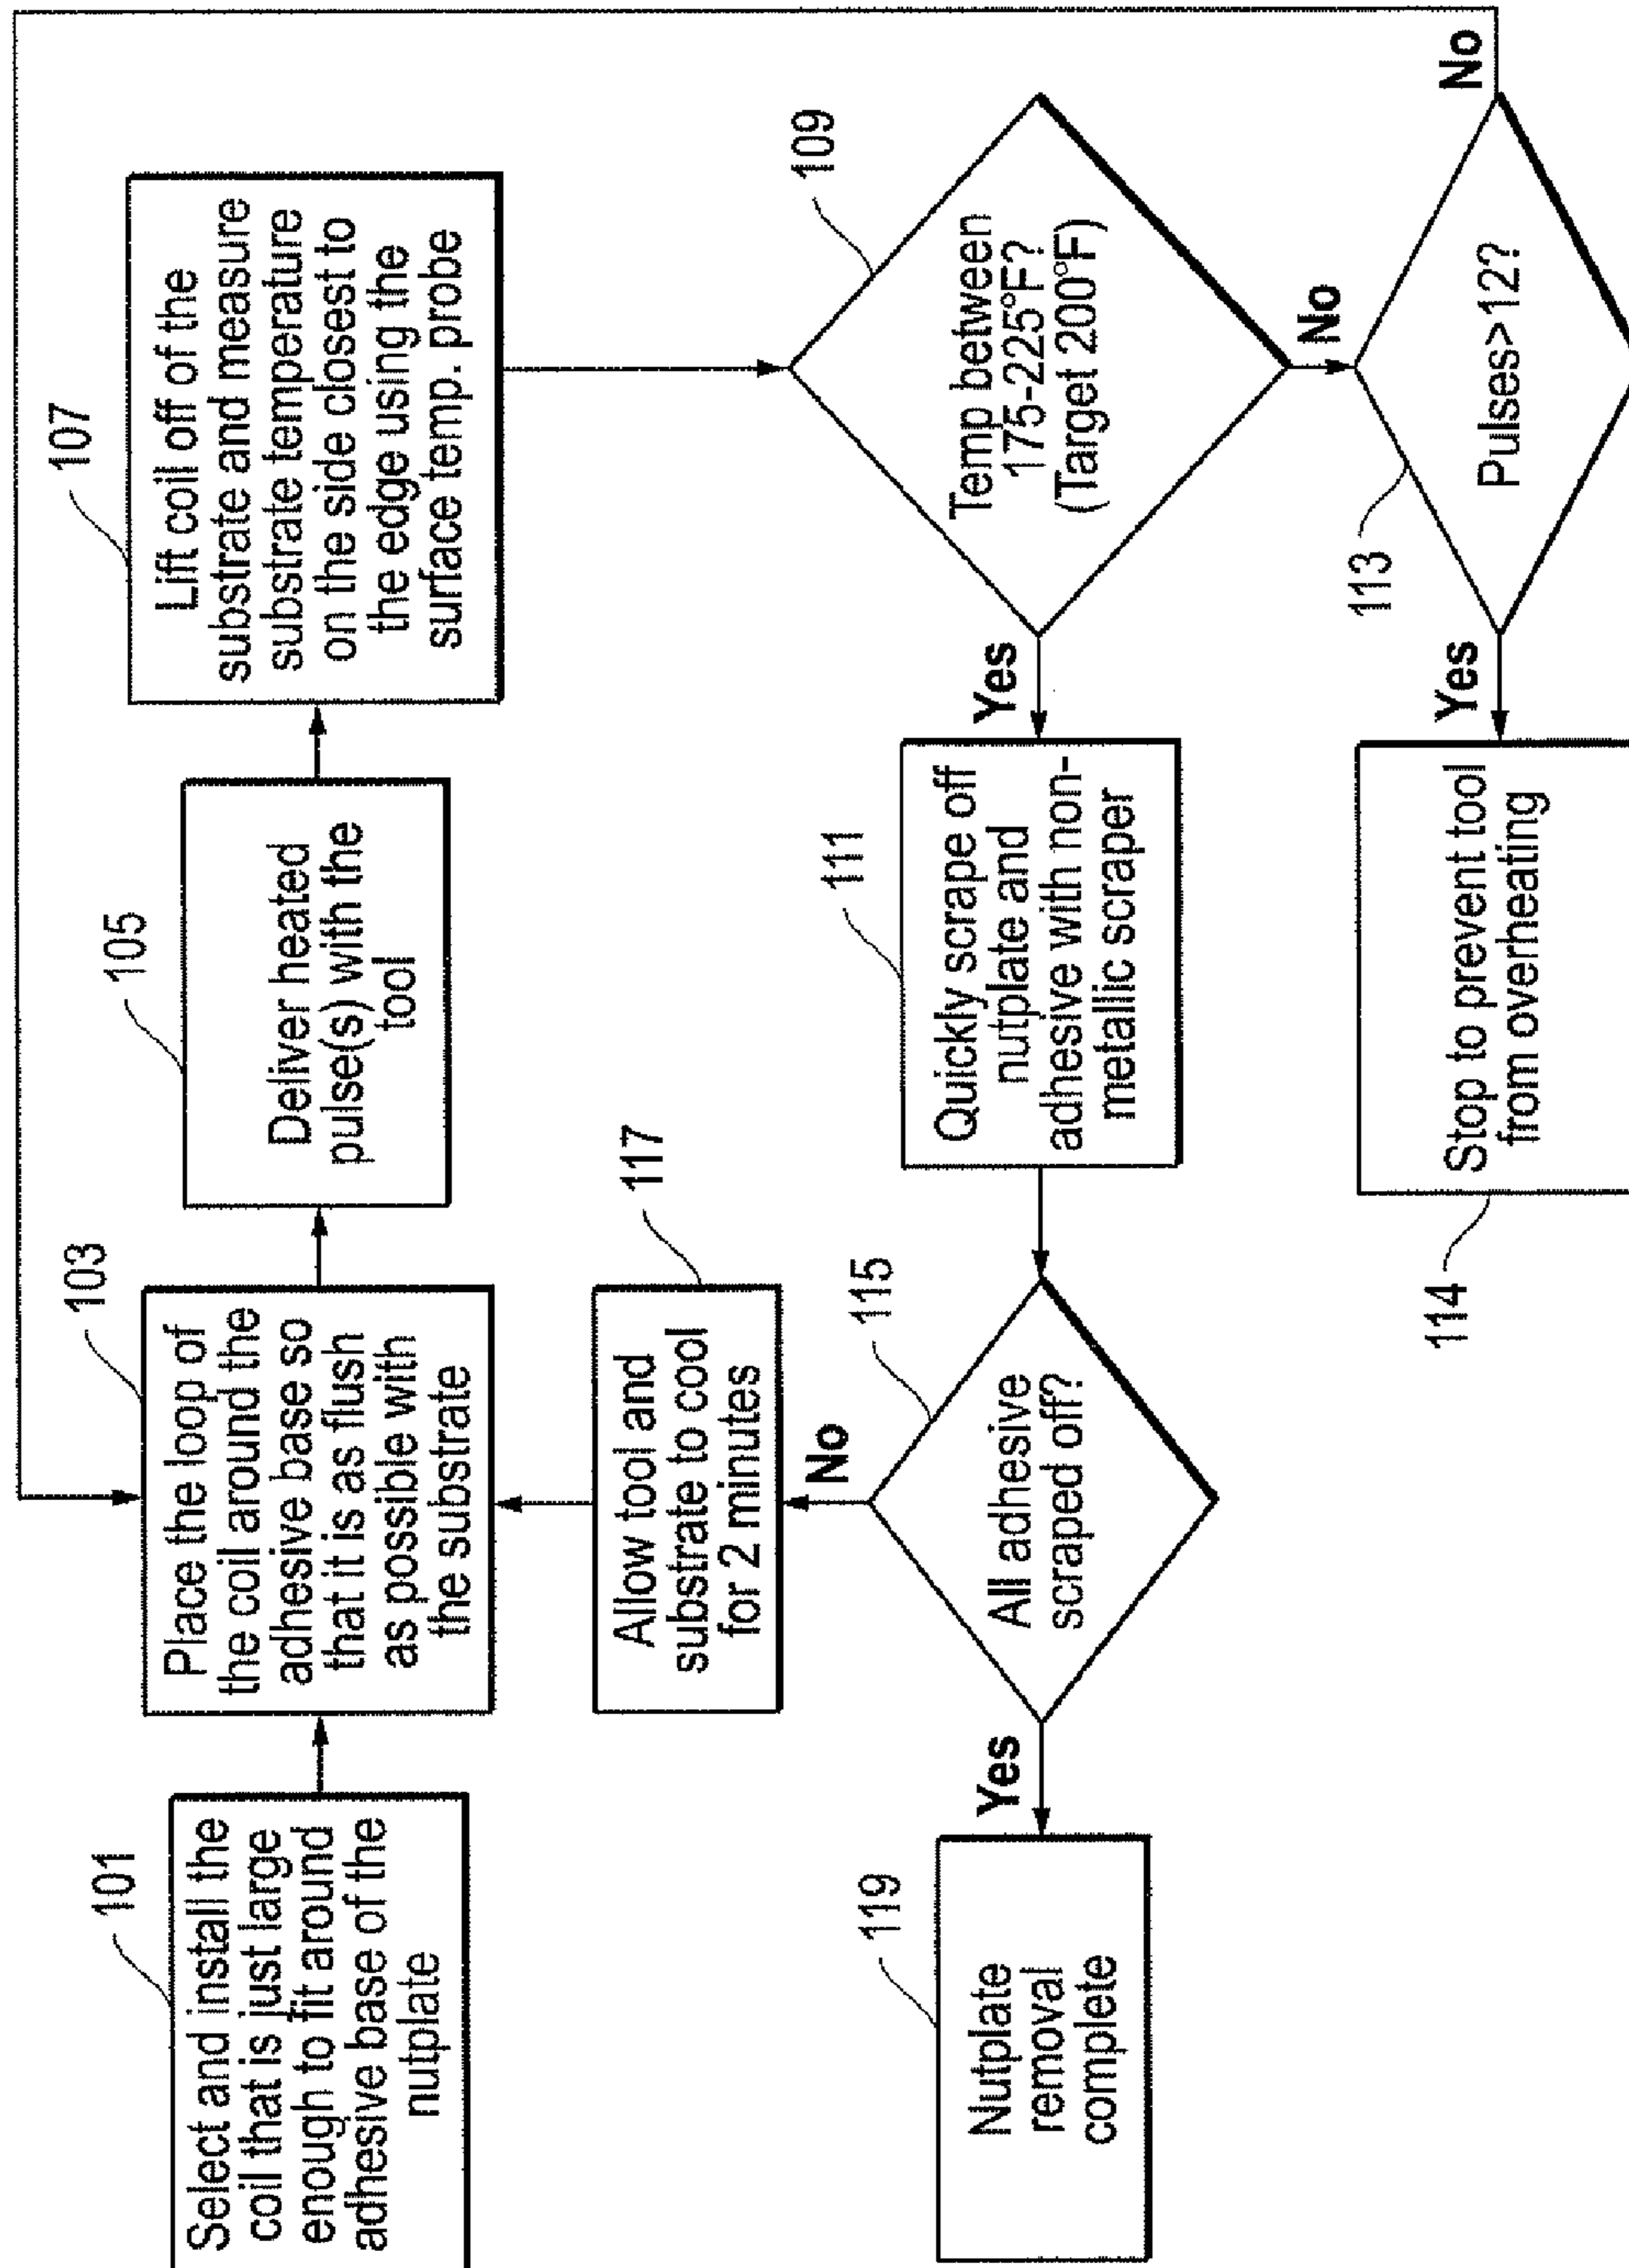 101
Select and install the
coil that is just large
enough to fit around
adhesive base of the
nutplate
103
Place the loop of
the coil around the
adhesive base so
that it is as flush
as possible with
the substrate
105
Deliver heated
pulse(s) with the
tool
107
Lift coil off of the
substrate and measure
substrate temperature
on the side closest to
the edge using the
surface temp. probe
109
Temp between
175-225°F?
(Target 200°F)
Yes
No
111
Quickly scrape off
nutplate and
adhesive with non-
metallic scraper
113
Pulses>12?
Yes
No
114
Stop to prevent tool
from overheating
115
All adhesive
scraped off?
No
Yes
117
Allow tool and
substrate to cool
for 2 minutes
119
Nutplate
removal
complete